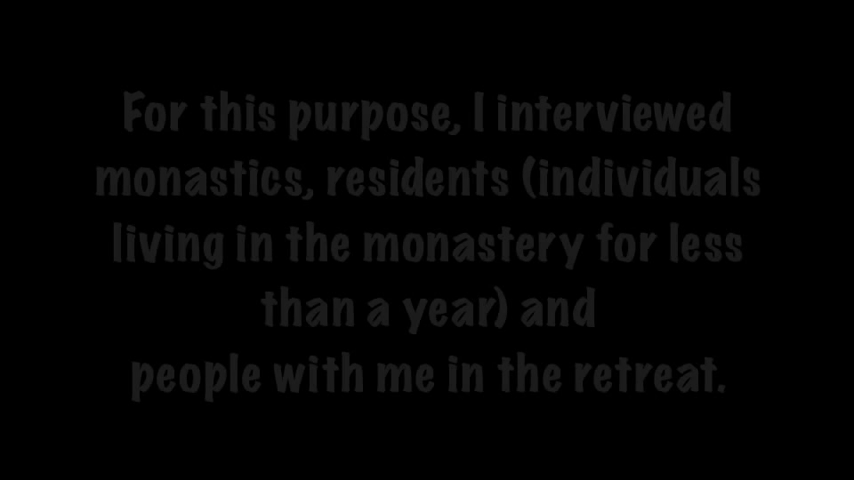 For this purpose, I interviewed
monastics, residents (individuals
living in the monastery for less
than a year) and
people with me in the retreat.